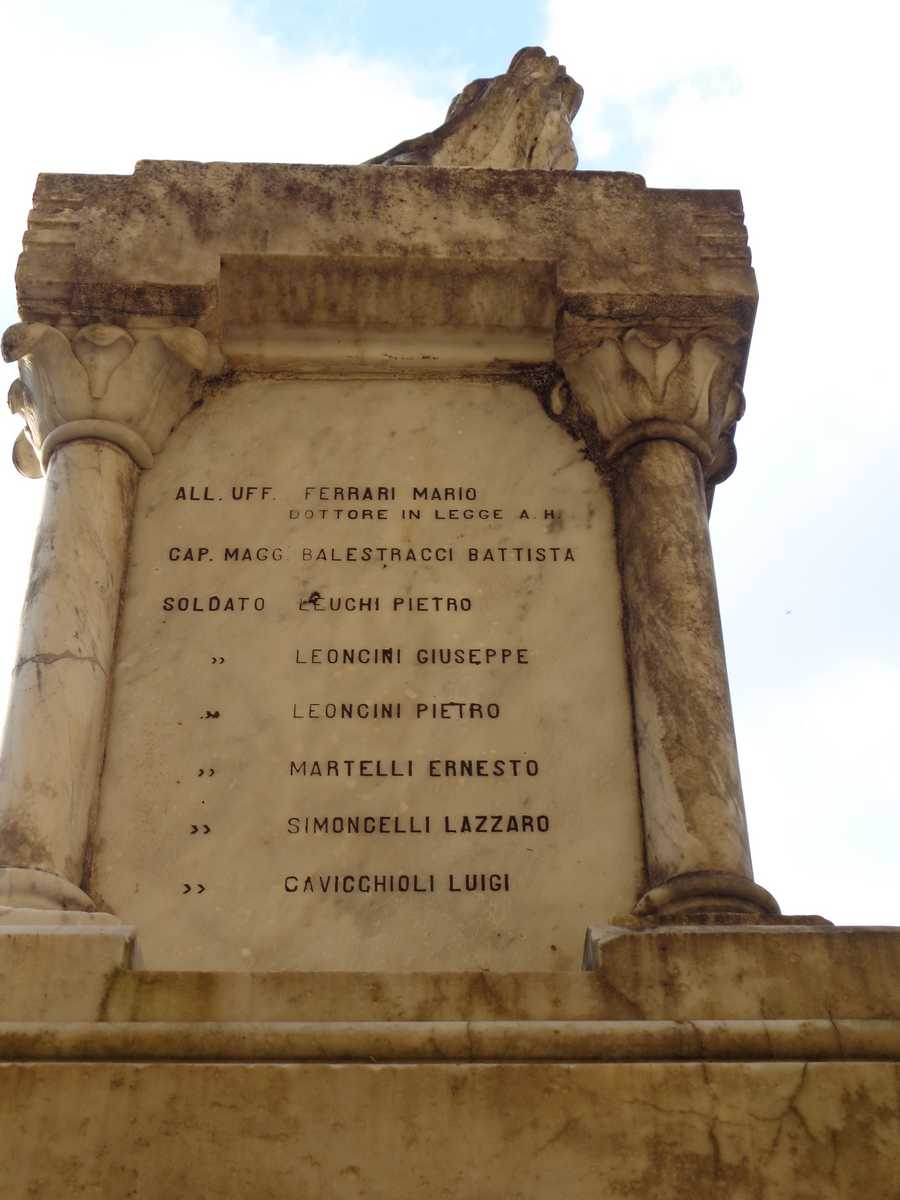 ALL. UFF. FERRARI MARIO
DOTTORE IN LEGGE A. H.
CAP. MAGG. BALESTRACCI BATTISTA
SOLDATO LEUCHI PIETRO
,, LEONCINI GIUSEPPE
,, LEONCINI PIETRO
,, MARTELLI ERNESTO
,, SIMONCELLI LAZZARO
,, CAVICCHIOLI LUIGI